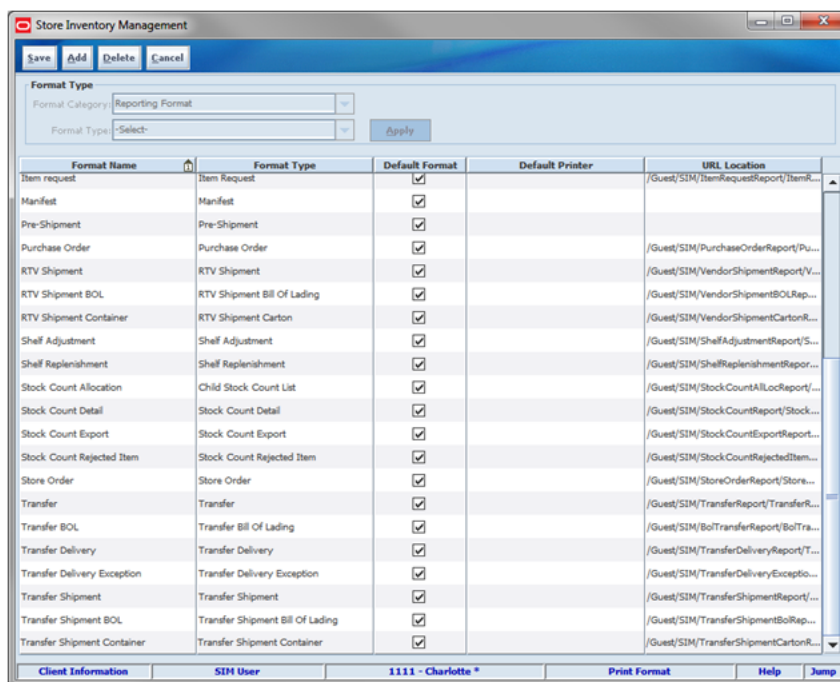 Store Inventory Management
Save Add Delete Cancel
Format Type
Format Category: Reporting Format
Format Type: -Select- Apply
Format Name Format Type Default Format Default Printer URL Location
Item request Item Request /Guest/SIM/ItemRequestReport/ItemR...
Manifest Manifest
Pre-Shipment Pre-Shipment
Purchase Order Purchase Order /Guest/SIM/PurchaseOrderReport/Pu...
RTV Shipment RTV Shipment /Guest/SIM/VendorShipmentReport/V...
RTV Shipment BOL RTV Shipment Bill Of Lading /Guest/SIM/VendorShipmentBOLRep...
RTV Shipment Container RTV Shipment Carton /Guest/SIM/VendorShipmentCartonR...
Shelf Adjustment Shelf Adjustment /Guest/SIM/ShelfAdjustmentReport/S...
Shelf Replenishment Shelf Replenishment /Guest/SIM/ShelfReplenishmentRepor...
Stock Count Allocation Child Stock Count List /Guest/SIM/StockCountAllLocReport/...
Stock Count Detail Stock Count Detail /Guest/SIM/StockCountReport/Stock...
Stock Count Export Stock Count Export /Guest/SIM/StockCountExportReport...
Stock Count Rejected Item Stock Count Rejected Item /Guest/SIM/StockCountRejectedItem...
Store Order Store Order /Guest/SIM/StoreOrderReport/Store...
Transfer Transfer /Guest/SIM/TransferReport/TransferR...
Transfer BOL Transfer Bill Of Lading /Guest/SIM/BolTransferReport/BolTra...
Transfer Delivery Transfer Delivery /Guest/SIM/TransferDeliveryReport/T...
Transfer Delivery Exception Transfer Delivery Exception /Guest/SIM/TransferDeliveryExceptio...
Transfer Shipment Transfer Shipment /Guest/SIM/TransferShipmentReport/...
Transfer Shipment BOL Transfer Shipment Bill Of Lading /Guest/SIM/TransferShipmentBolRep...
Transfer Shipment Container Transfer Shipment Container /Guest/SIM/TransferShipmentCartonR...
Client Information SIM User 1111 - Charlotte * Print Format Help Jump